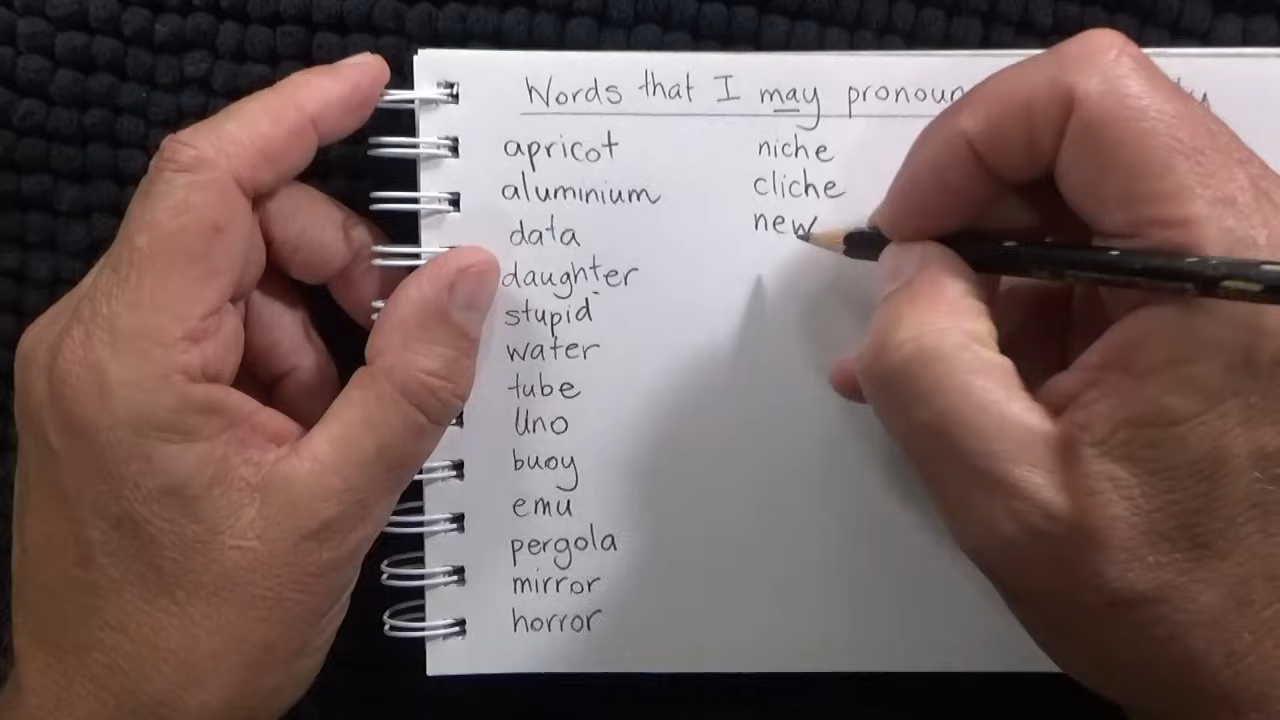 Words that I may pronoun
apricot
aluminium
data
daughter
stupid
water
tube
Uno
buoy
emu
pergola
mirror
horror
niche
cliche
new